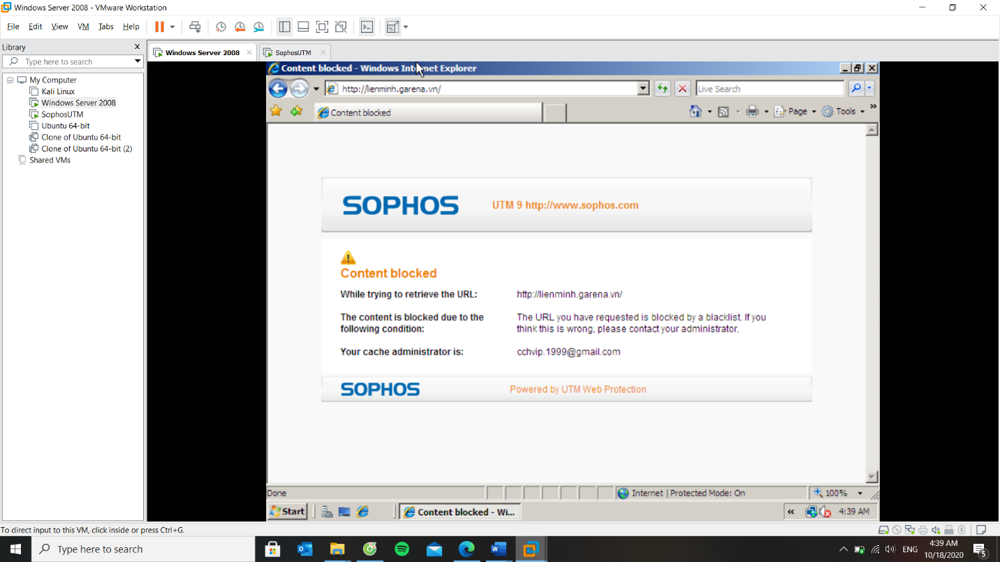 Windows Server 2008 - VMware Workstation
File Edit View VM Tabs Help
Library
Type here to search
My Computer
Kali Linux
Windows Server 2008
SophosUTM
Ubuntu 64-bit
Clone of Ubuntu 64-bit
Clone of Ubuntu 64-bit (2)
Shared VMs
Windows Server 2008
SophosUTM
Content blocked - Windows Internet Explorer
http://lienminh.garena.vn/
Live Search
Content blocked
Page
Tools
SOPHOS
UTM 9 http://www.sophos.com
Content blocked
While trying to retrieve the URL: http://lienminh.garena.vn/
The content is blocked due to the following condition:
The URL you have requested is blocked by a blacklist. If you
think this is wrong, please contact your administrator.
Your cache administrator is: cchvip.1999@gmail.com
SOPHOS
Powered by UTM Web Protection
Done
Internet | Protected Mode: On
100%
Start
Content blocked - Wi...
4:39 AM
To direct input to this VM, click inside or press Ctrl+G.
Type here to search
ENG
4:39 AM
10/18/2020
5